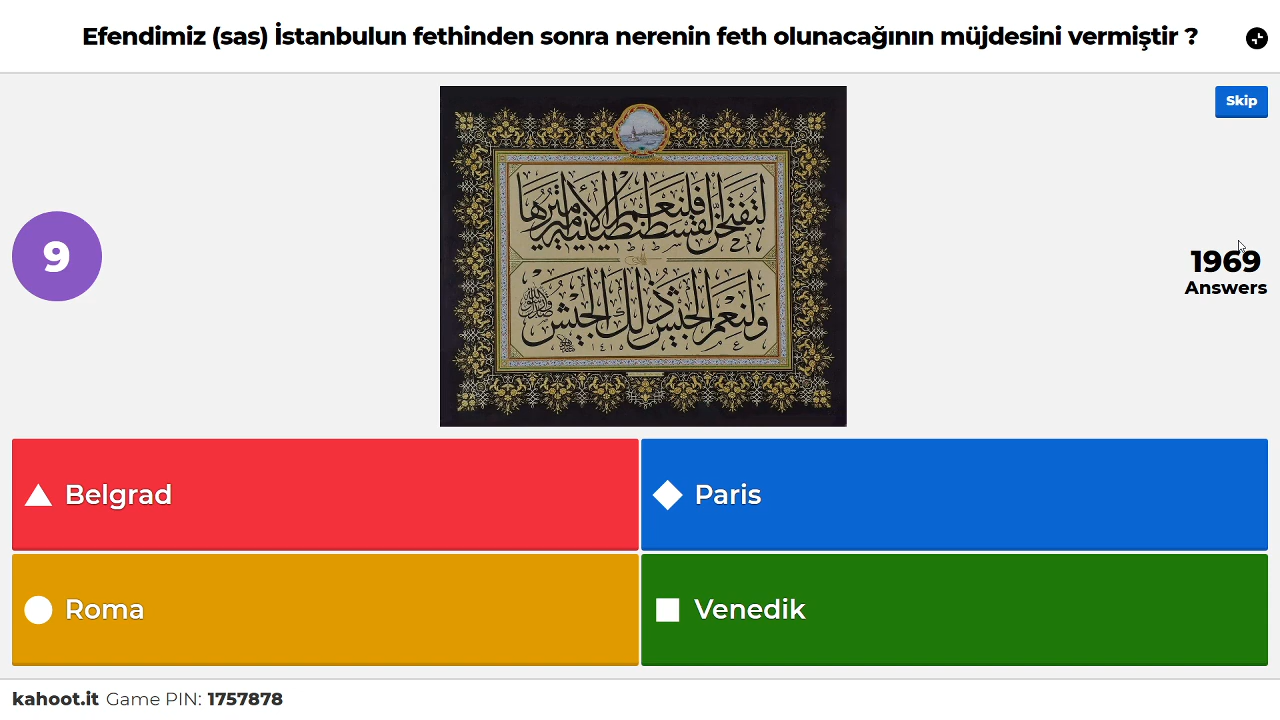 Efendimiz (sas) İstanbulun fethinden sonra nerenin feth olunacağının müjdesini vermiştir ?
Skip
9
لتفتحن القسطنطينية فلنعم الأمير أميرها
ولنعم الجيش ذلك الجيش
١٤١٥
1969
Answers
Belgrad
Paris
Roma
Venedik
kahoot.it Game PIN: 1757878